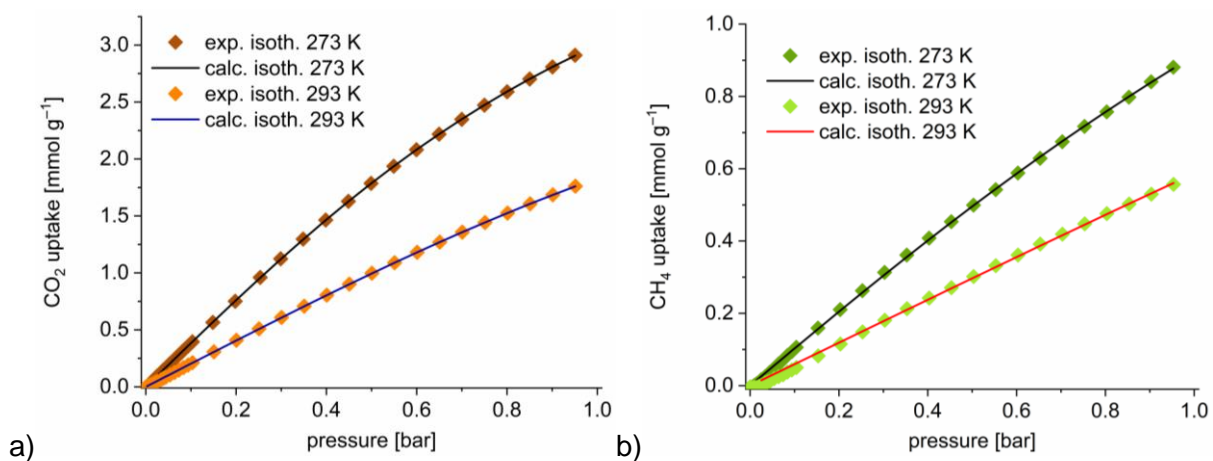 exp. isoth. 273 K
calc. isoth. 273 K
exp. isoth. 293 K
calc. isoth. 293 K
3.0
2.5
2.0
1.5
1.0
0.5
0.0
CO₂ uptake [mmol g⁻¹]
0.0 0.2 0.4 0.6 0.8 1.0
pressure [bar]
a)
exp. isoth. 273 K
calc. isoth. 273 K
exp. isoth. 293 K
calc. isoth. 293 K
1.0
0.8
0.6
0.4
0.2
0.0
CH₄ uptake [mmol g⁻¹]
0.0 0.2 0.4 0.6 0.8 1.0
pressure [bar]
b)